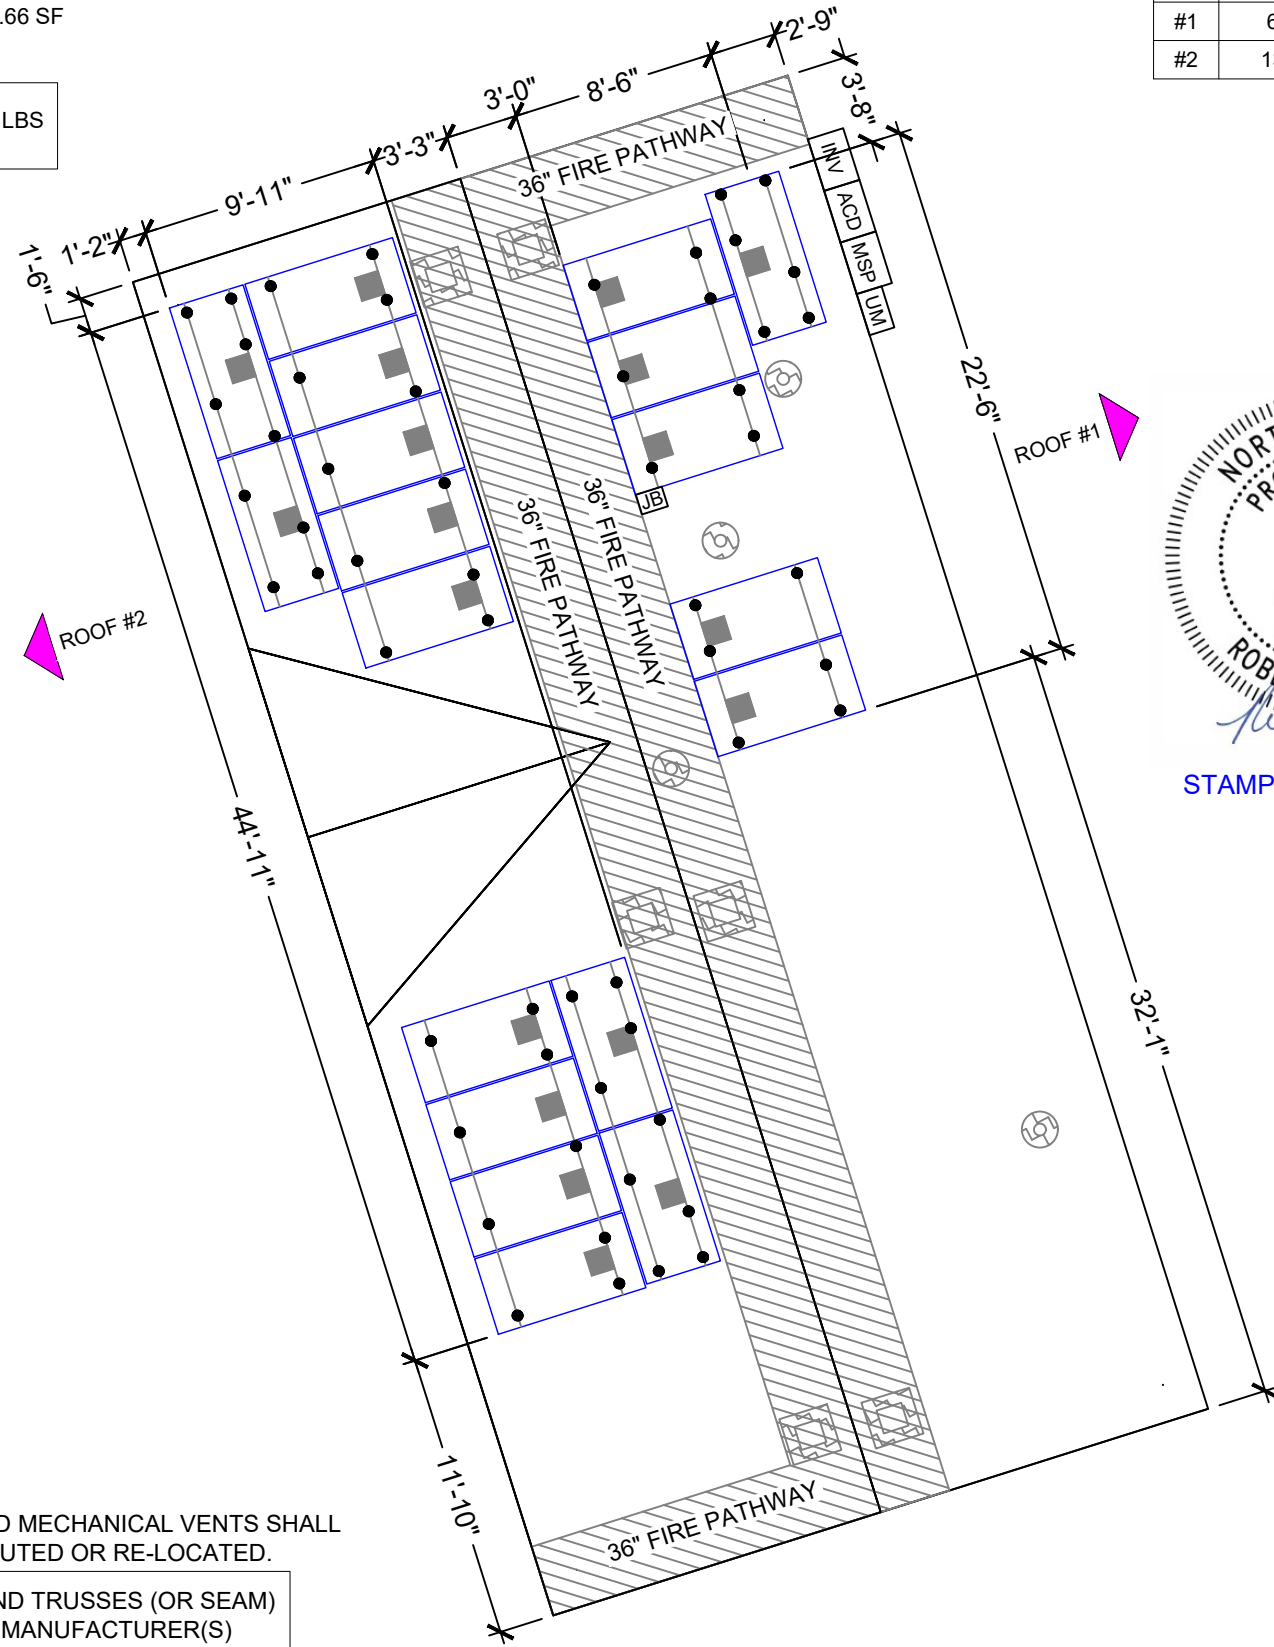 .66 SF
LBS
#1 6
#2 1
2'-9"
8'-6"
3'-0"
3'-3"
9'-11"
1'-2"
1'-6"
3'-8"
36" FIRE PATHWAY
INV
ACD
MSP
UM
22'-6"
ROOF #1
JB
36" FIRE PATHWAY
36" FIRE PATHWAY
ROOF #2
44'-11"
32'-1"
STAMP
11'-10"
36" FIRE PATHWAY
D MECHANICAL VENTS SHALL
UTED OR RE-LOCATED.
ND TRUSSES (OR SEAM)
MANUFACTURER(S)